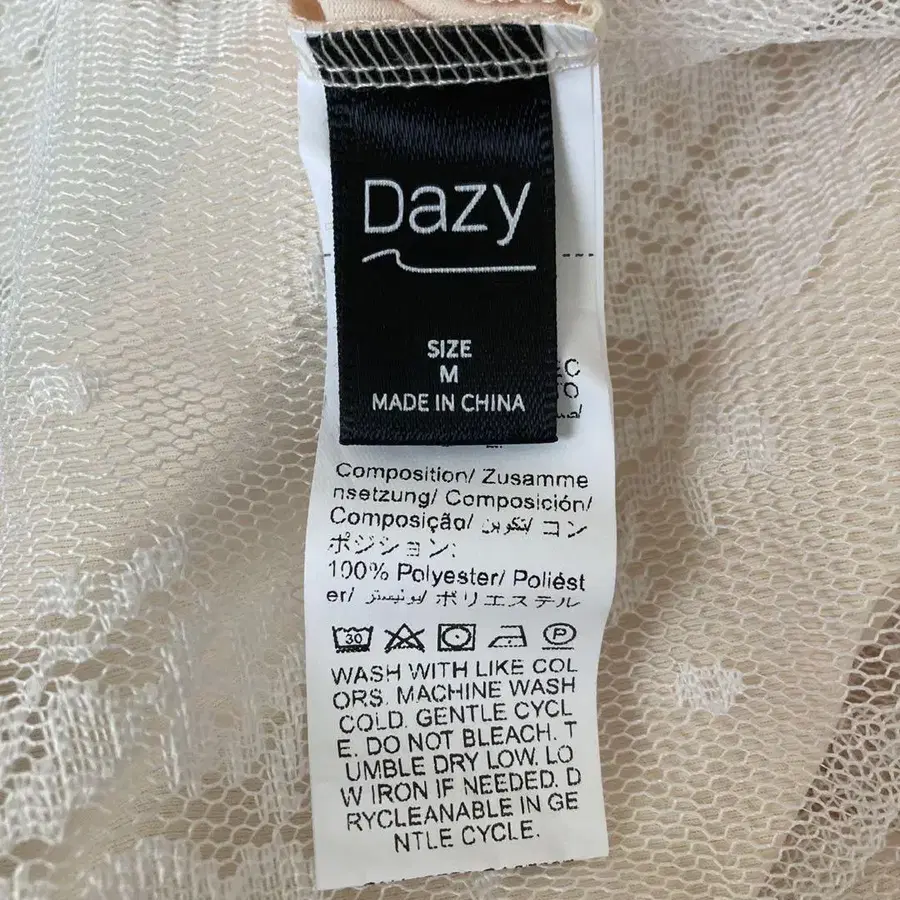 Dazy
SIZE
M
MADE IN CHINA
Composition/ Zusamme
nsetzung/ Composición/
Composição/ تكوين/ コン
ポジション:
100% Polyester/ Poliést
er/ بوليستر/ ポリエステル
30
P
WASH WITH LIKE COL
ORS. MACHINE WASH
COLD. GENTLE CYCL
E. DO NOT BLEACH. T
UMBLE DRY LOW. LO
W IRON IF NEEDED. D
RYCLEANABLE IN GE
NTLE CYCLE.